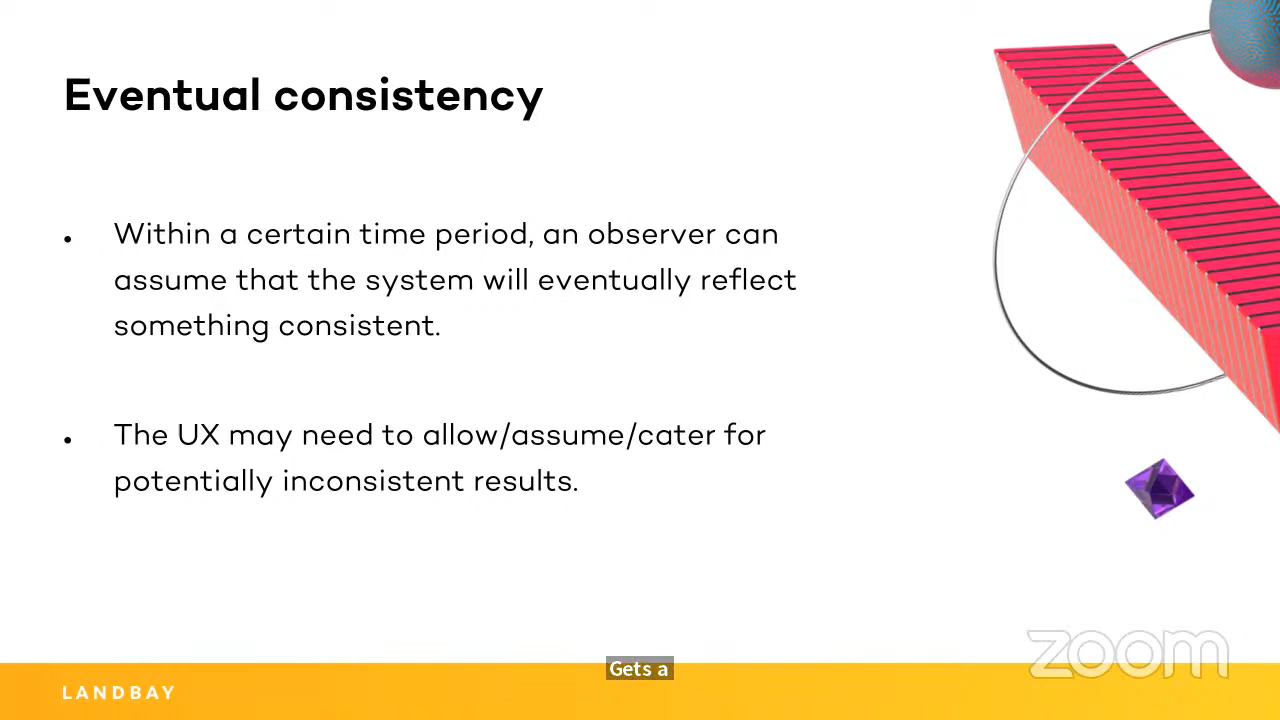 Eventual consistency
• Within a certain time period, an observer can
assume that the system will eventually reflect
something consistent.
• The UX may need to allow/assume/cater for
potentially inconsistent results.
zoom
Gets a
LANDBAY